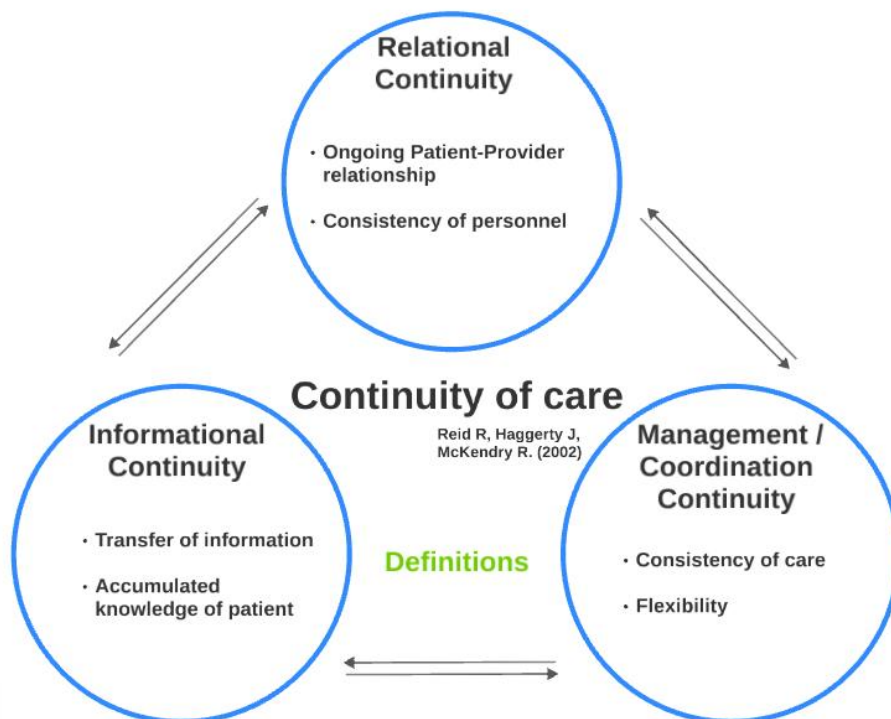 Relational
Continuity
· Ongoing Patient-Provider
relationship
· Consistency of personnel
Continuity of care
Reid R, Haggerty J,
McKendry R. (2002)
Informational
Continuity
· Transfer of information
· Accumulated
knowledge of patient
Definitions
Management /
Coordination
Continuity
· Consistency of care
· Flexibility